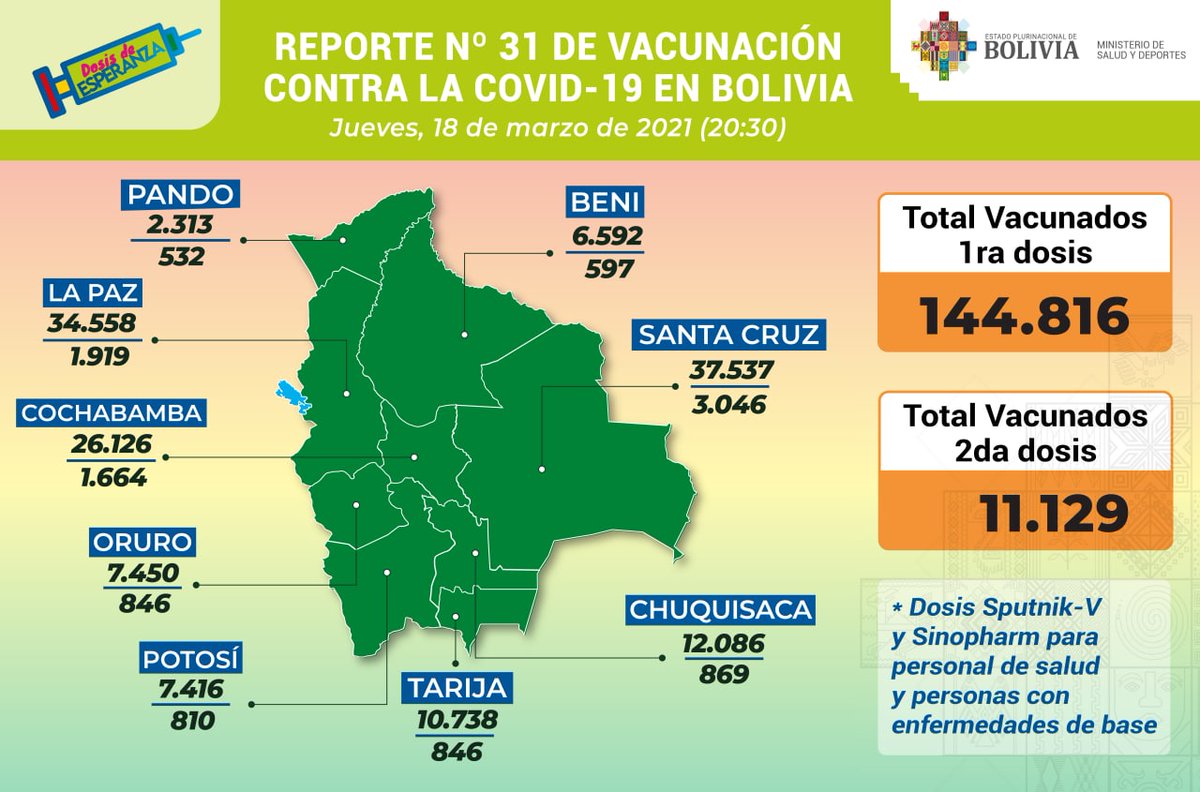 Dosis de
ESPERANZA
REPORTE Nº 31 DE VACUNACIÓN
CONTRA LA COVID-19 EN BOLIVIA
Jueves, 18 de marzo de 2021 (20:30)
ESTADO PLURINACIONAL DE
BOLIVIA
MINISTERIO DE
SALUD Y DEPORTES
PANDO
2.313
532
BENI
6.592
597
LA PAZ
34.558
1.919
SANTA CRUZ
37.537
3.046
COCHABAMBA
26.126
1.664
ORURO
7.450
846
CHUQUISACA
12.086
869
POTOSÍ
7.416
810
TARIJA
10.738
846
Total Vacunados
1ra dosis
144.816
Total Vacunados
2da dosis
11.129
* Dosis Sputnik-V
y Sinopharm para
personal de salud
y personas con
enfermedades de base